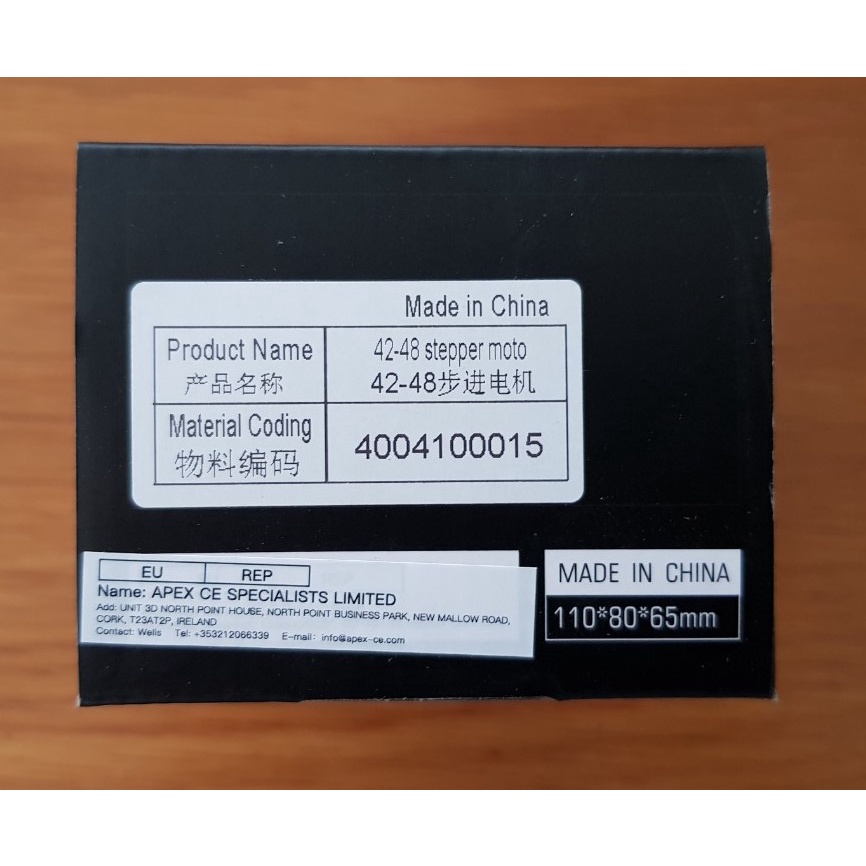 Made in China
Product Name
产品名称
42-48 stepper moto
42-48步进电机
Material Coding
物料编码
4004100015
EU REP
Name: APEX CE SPECIALISTS LIMITED
Add: UNIT 3D NORTH POINT HOUSE, NORTH POINT BUSINESS PARK, NEW MALLOW ROAD,
CORK, T23AT2P, IRELAND
Contact: Wells Tel: +353212066339 E-mail: info@apex-ce.com
MADE IN CHINA
110*80*65mm